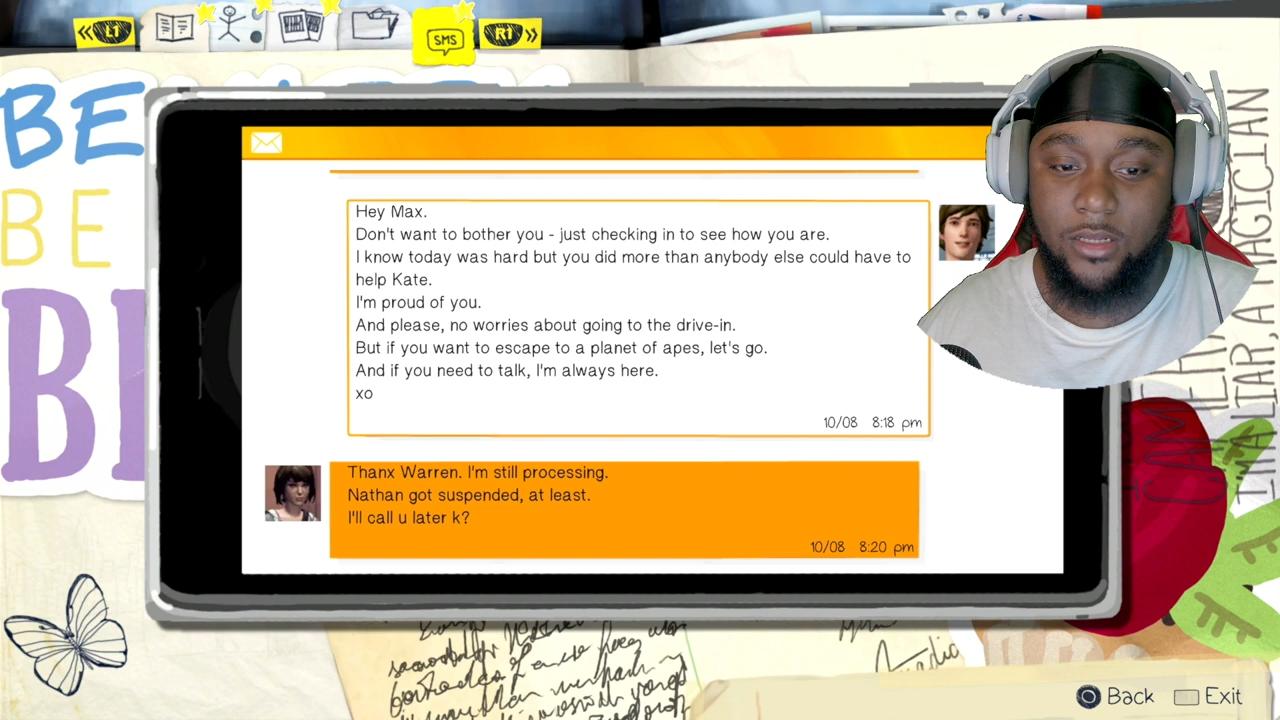 L1
SMS
R1
Hey Max.
Don't want to bother you - just checking in to see how you are.
I know today was hard but you did more than anybody else could have to
help Kate.
I'm proud of you.
And please, no worries about going to the drive-in.
But if you want to escape to a planet of apes, let's go.
And if you need to talk, I'm always here.
xo
10/08 8:18 pm
Thanx Warren. I'm still processing.
Nathan got suspended, at least.
I'll call u later k?
10/08 8:20 pm
BE
BE
Back Exit